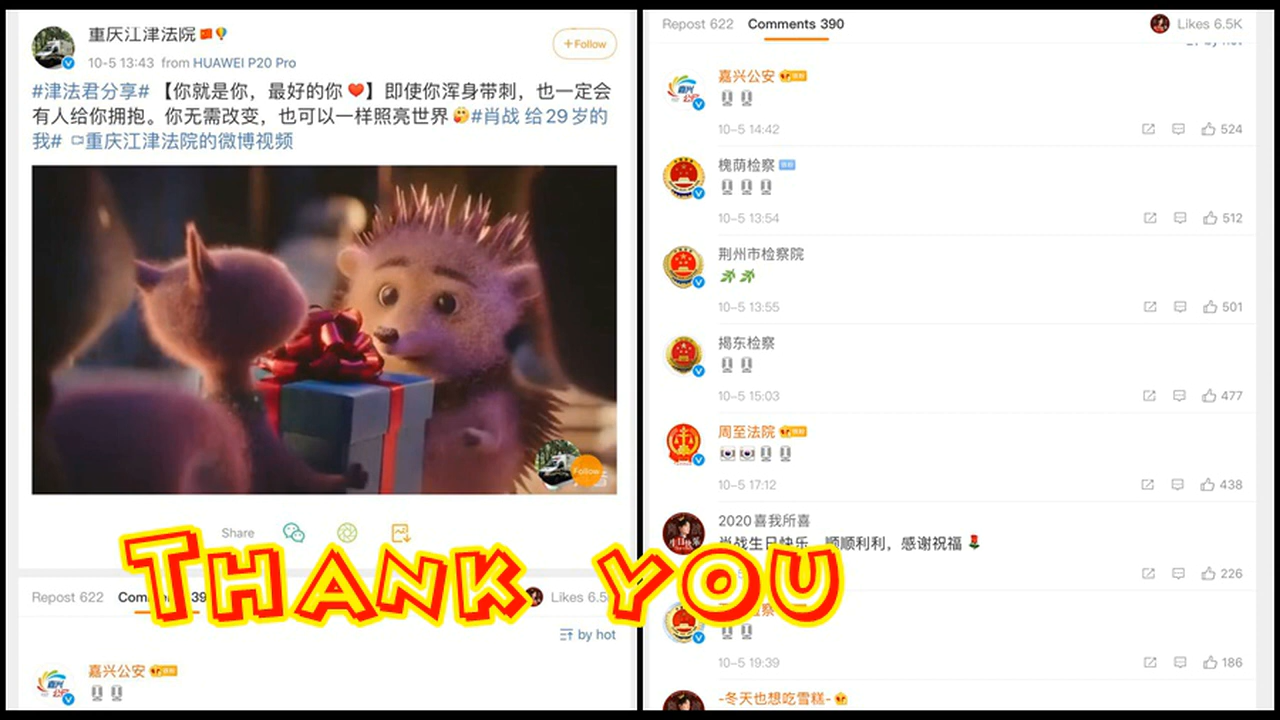 重庆江津法院
+Follow
10-5 13:43 from HUAWEI P20 Pro
#津法君分享# 【你就是你，最好的你 】即使你浑身带刺，也一定会
有人给你拥抱。你无需改变，也可以一样照亮世界 #肖战 给29岁的
我# 重庆江津法院的微博视频
Follow
Share
Repost 622
Likes 6.5
by hot
嘉兴公安
Repost 622 Comments 390 Likes 6.5K
嘉兴公安
10-5 14:42 524
槐荫检察
10-5 13:54 512
荆州市检察院
10-5 13:55 501
揭东检察
10-5 15:03 477
周至法院
10-5 17:12 438
2020喜我所喜
肖战生日快乐，顺顺利利，感谢祝福
226
10-5 19:39 186
-冬天也想吃雪糕-
THANK YOU